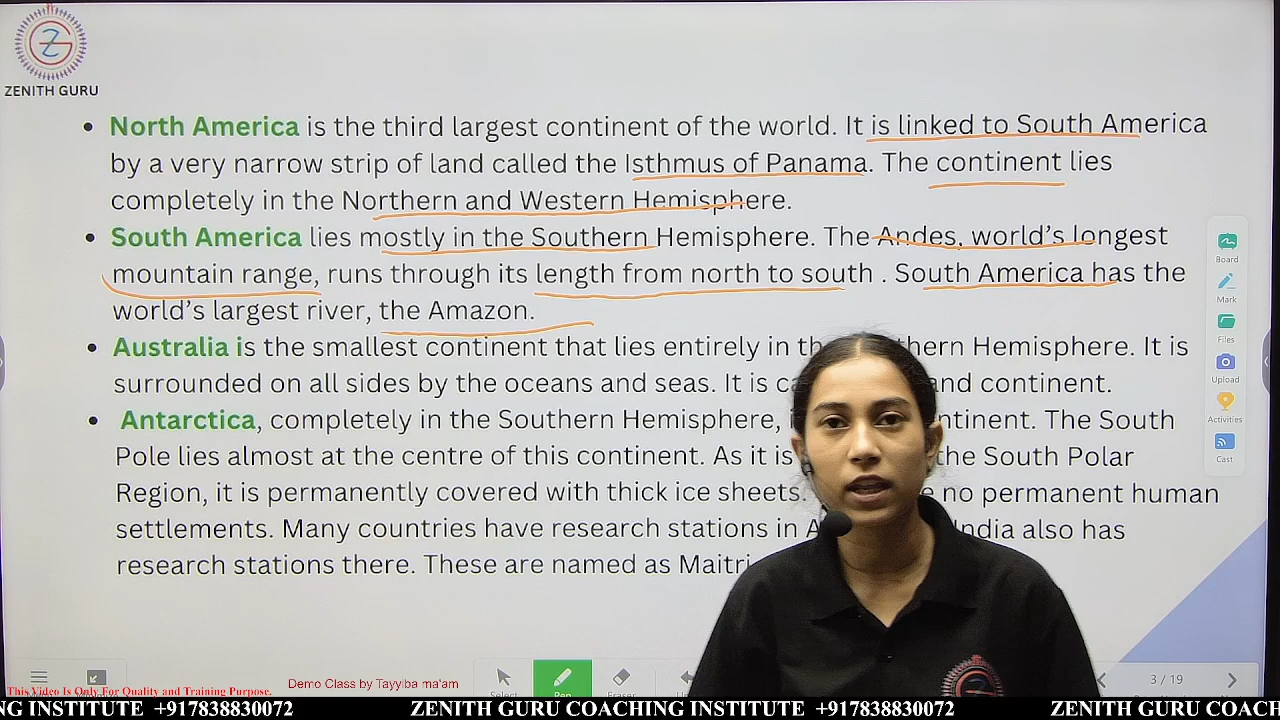 ZENITH GURU
• North America is the third largest continent of the world. It is linked to South America
by a very narrow strip of land called the Isthmus of Panama. The continent lies
completely in the Northern and Western Hemisphere.
• South America lies mostly in the Southern Hemisphere. The Andes, world's longest
mountain range, runs through its length from north to south . South America has the
world's largest river, the Amazon.
• Australia is the smallest continent that lies entirely in the Southern Hemisphere. It is
surrounded on all sides by the oceans and seas. It is and continent.
• Antarctica, completely in the Southern Hemisphere, continent. The South
Pole lies almost at the centre of this continent. As it is the South Polar
Region, it is permanently covered with thick ice sheets. no permanent human
settlements. Many countries have research stations in India also has
research stations there. These are named as Maitri
Board
Mark
Files
Upload
Activities
Cast
Select
Pen
Eraser
3 / 19
This Video Is Only For Quality and Training Purpose.
Demo Class by Tayyiba ma'am
NG INSTITUTE +917838830072 ZENITH GURU COACHING INSTITUTE +917838830072 ZENITH GURU COACH